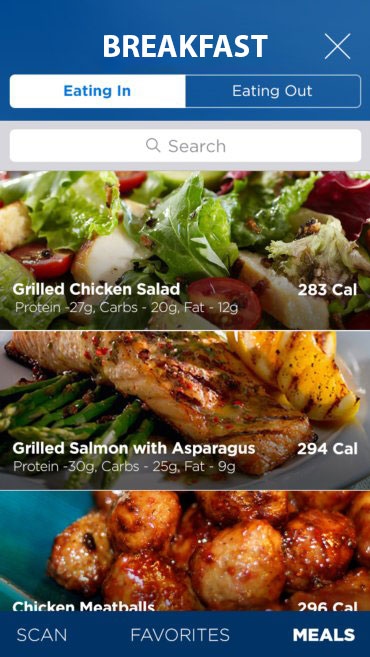 BREAKFAST
Eating In Eating Out
Search
Grilled Chicken Salad 283 Cal
Protein -27g, Carbs - 20g, Fat - 12g
Grilled Salmon with Asparagus 294 Cal
Protein -30g, Carbs - 25g, Fat - 9g
Chicken Meatballs 296 Cal
SCAN FAVORITES MEALS